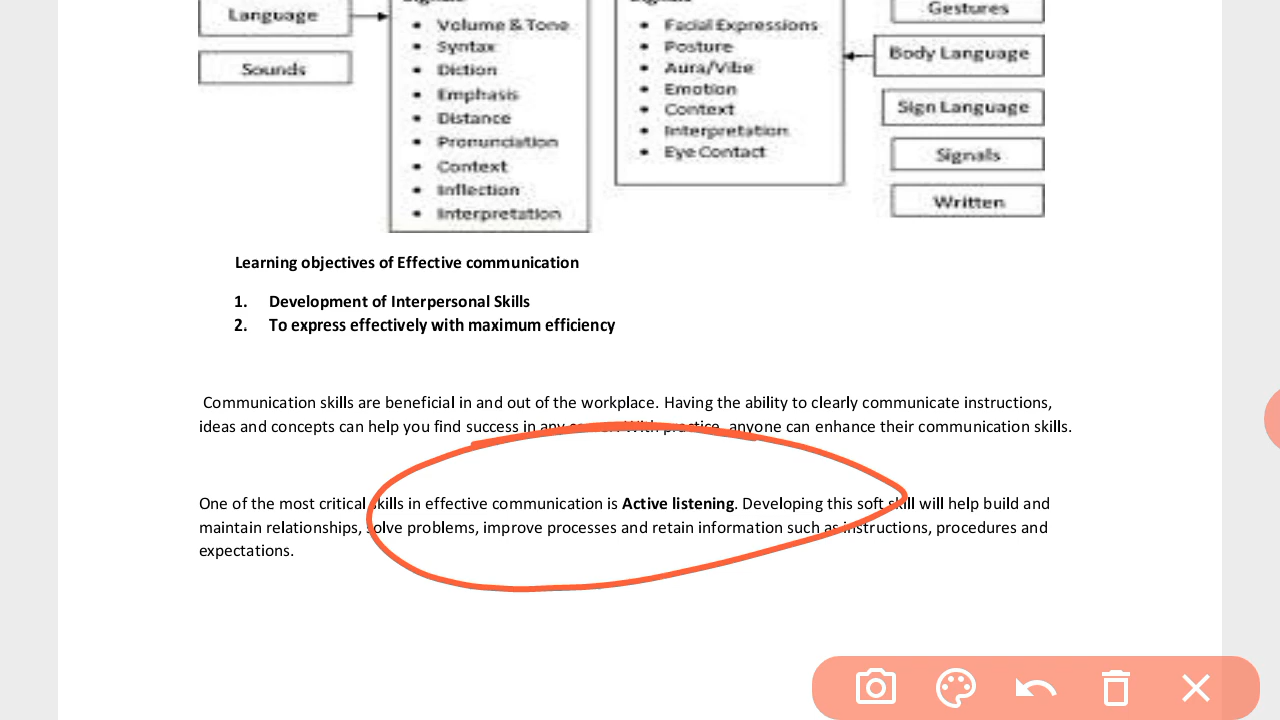 Language
Sounds
Volume & Tone
Syntax
Diction
Emphasis
Distance
Pronunciation
Context
Inflection
Interpretation
Facial Expressions
Posture
Aura/Vibe
Emotion
Context
Interpretation
Eye Contact
Gestures
Body Language
Sign Language
Signals
Written
Learning objectives of Effective communication
1. Development of Interpersonal Skills
2. To express effectively with maximum efficiency
Communication skills are beneficial in and out of the workplace. Having the ability to clearly communicate instructions,
ideas and concepts can help you find success in any With practice, anyone can enhance their communication skills.
One of the most critical skills in effective communication is Active listening. Developing this soft skill will help build and
maintain relationships, solve problems, improve processes and retain information such as instructions, procedures and
expectations.